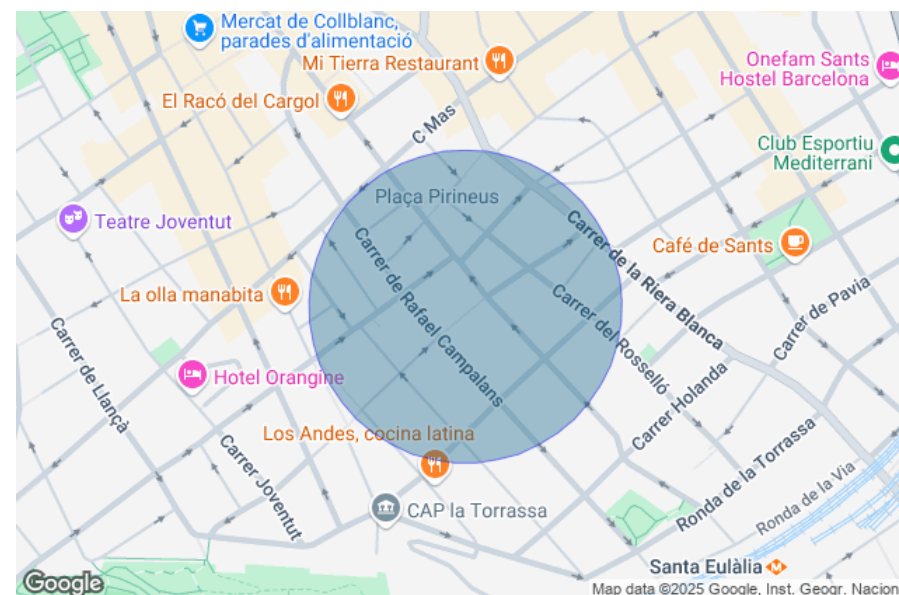 Mercat de Collblanc,
parades d'alimentació
Mi Tierra Restaurant
Onefam Sants
Hostel Barcelona
El Racó del Cargol
C Mas
Club Esportiu
Mediterrani
Plaça Pirineus
Teatre Joventut
Carrer de la Riera Blanca
Café de Sants
Carrer de Rafael Campalans
La olla manabita
Carrer del Rosselló
Carrer de Pavia
Carrer de Llançà
Hotel Orangine
Carrer Holanda
Los Andes, cocina latina
Carrer Joventut
Ronda de la Torrassa
Ronda de la Via
CAP la Torrassa
Santa Eulàlia
Google
Map data ©2025 Google, Inst. Geogr. Nacion